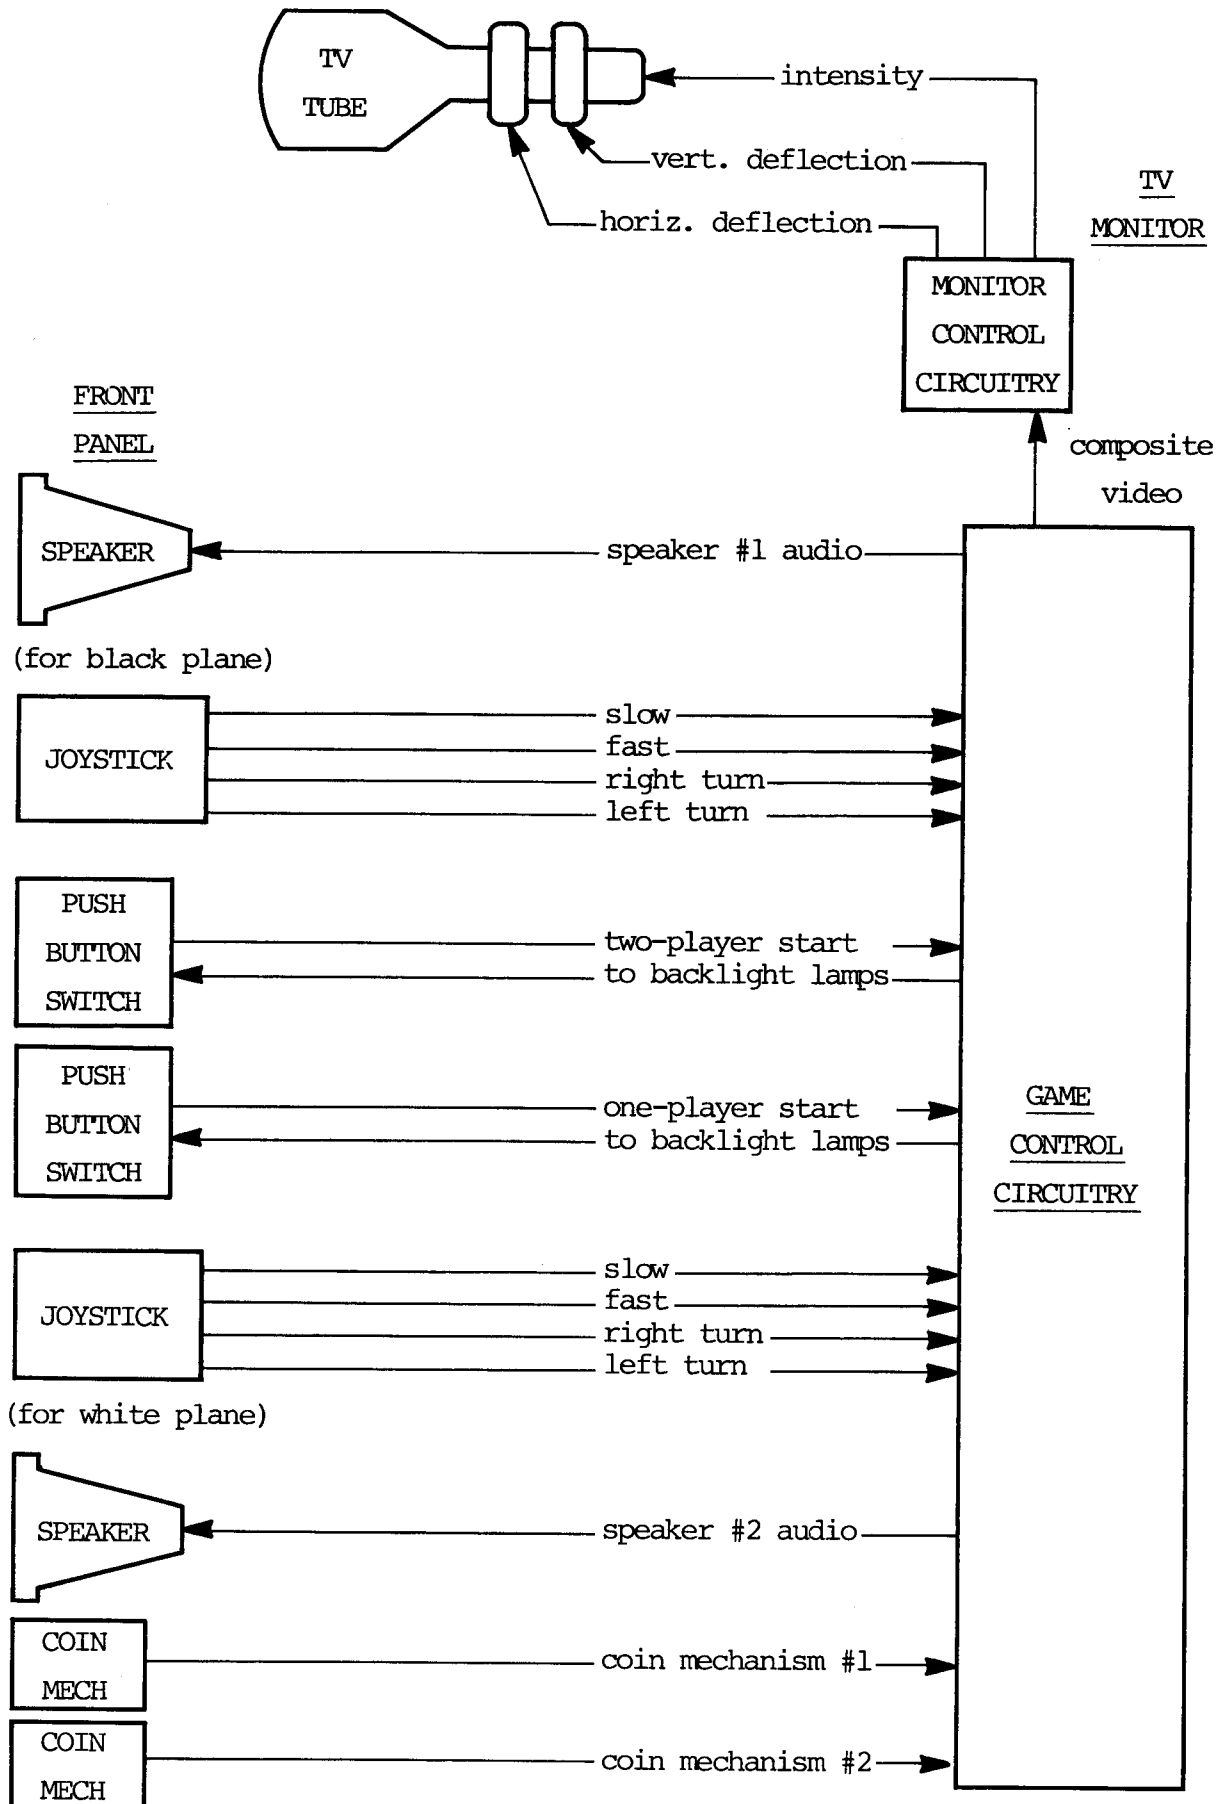 TV
TUBE
intensity
vert. deflection
horiz. deflection
TV
MONITOR
MONITOR
CONTROL
CIRCUITRY
composite
video
FRONT
PANEL
SPEAKER
speaker #1 audio
(for black plane)
JOYSTICK
slow
fast
right turn
left turn
PUSH
BUTTON
SWITCH
two-player start
to backlight lamps
PUSH
BUTTON
SWITCH
one-player start
to backlight lamps
GAME
CONTROL
CIRCUITRY
JOYSTICK
slow
fast
right turn
left turn
(for white plane)
SPEAKER
speaker #2 audio
COIN
MECH
coin mechanism #1
COIN
MECH
coin mechanism #2